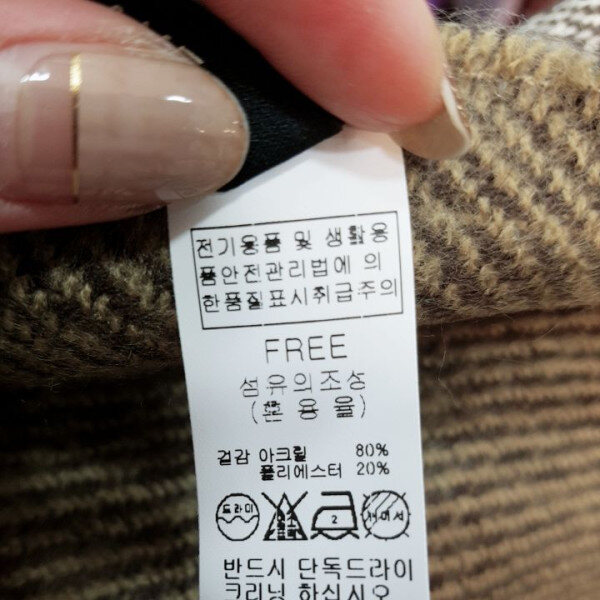 전기용품 및 생활용
품안전관리법에 의
한품질표시취급주의
FREE
섬유의조성
(혼 용 율)
겉감 아크릴 80%
폴리에스터 20%
드라이 2
반드시 단독드라이
크리닝 하십시오